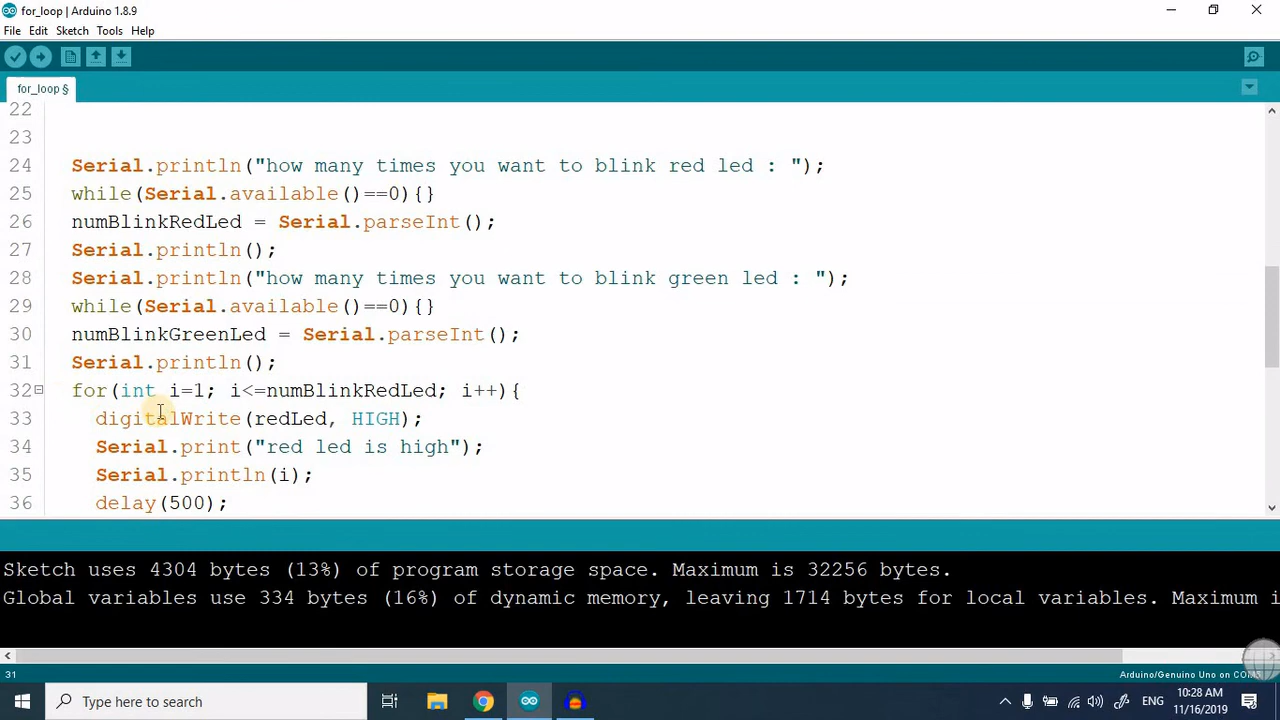 for_loop | Arduino 1.8.9
File Edit Sketch Tools Help
for_loop §
22
23
24 Serial.println("how many times you want to blink red led : ");
25 while(Serial.available()==0){}
26 numBlinkRedLed = Serial.parseInt();
27 Serial.println();
28 Serial.println("how many times you want to blink green led : ");
29 while(Serial.available()==0){}
30 numBlinkGreenLed = Serial.parseInt();
31 Serial.println();
32 for(int i=1; i<=numBlinkRedLed; i++){
33 digitalWrite(redLed, HIGH);
34 Serial.print("red led is high");
35 Serial.println(i);
36 delay(500);
Sketch uses 4304 bytes (13%) of program storage space. Maximum is 32256 bytes.
Global variables use 334 bytes (16%) of dynamic memory, leaving 1714 bytes for local variables. Maximum i
31 Arduino/Genuino Uno on
Type here to search ENG 10:28 AM
11/16/2019